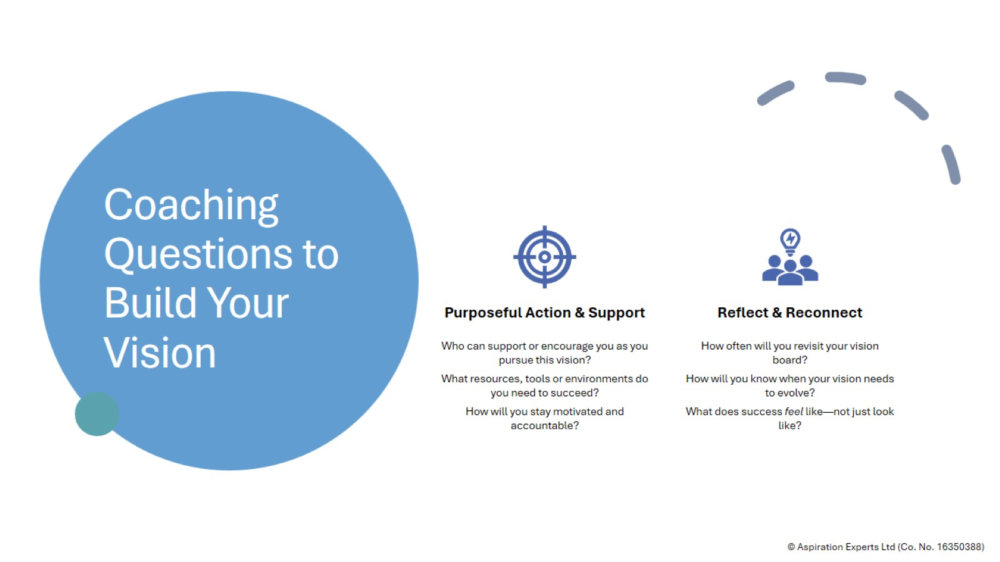 Coaching
Questions to
Build Your
Vision
Purposeful Action & Support
Who can support or encourage you as you
pursue this vision?
What resources, tools or environments do
you need to succeed?
How will you stay motivated and
accountable?
Reflect & Reconnect
How often will you revisit your vision
board?
How will you know when your vision needs
to evolve?
What does success feel like—not just look
like?
© Aspiration Experts Ltd (Co. No. 16350388)